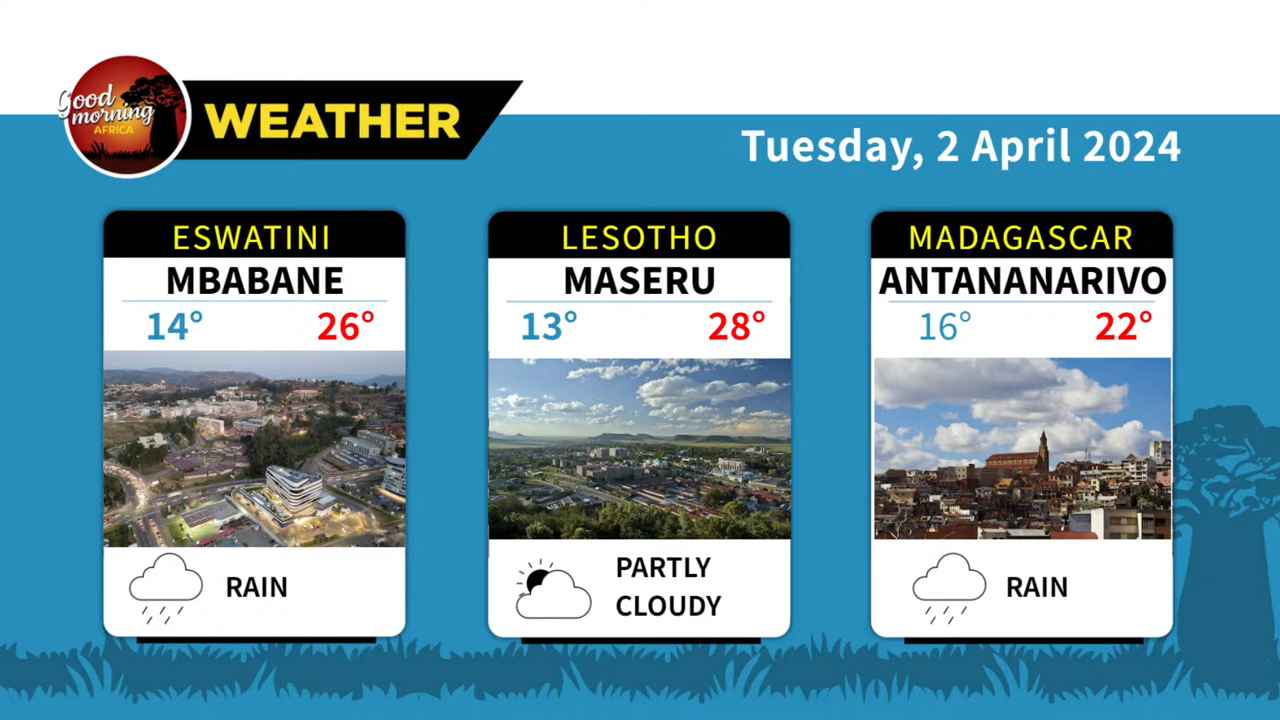 Good
morning
AFRICA
WEATHER
Tuesday, 2 April 2024
ESWATINI
MBABANE
14° 26°
RAIN
LESOTHO
MASERU
13° 28°
PARTLY
CLOUDY
MADAGASCAR
ANTANANARIVO
16° 22°
RAIN